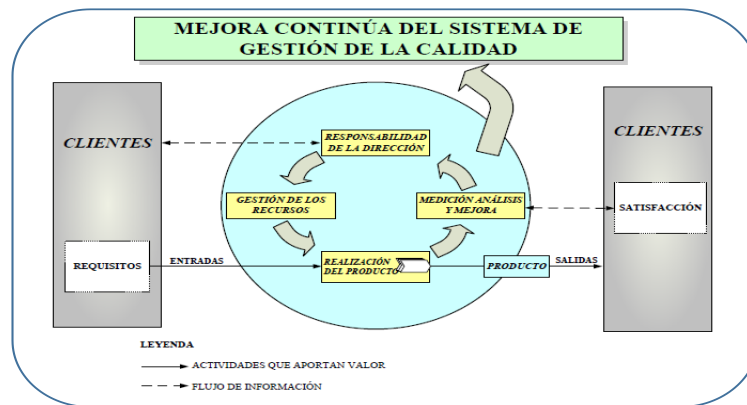 MEJORA CONTINÚA DEL SISTEMA DE
GESTIÓN DE LA CALIDAD
CLIENTES
CLIENTES
RESPONSABILIDAD
DE LA DIRECCIÓN
GESTIÓN DE LOS
RECURSOS
MEDICIÓN ANÁLISIS
Y MEJORA
SATISFACCIÓN
REQUISITOS
ENTRADAS
REALIZACIÓN
DEL PRODUCTO
PRODUCTO
SALIDAS
LEYENDA
ACTIVIDADES QUE APORTAN VALOR
FLUJO DE INFORMACIÓN